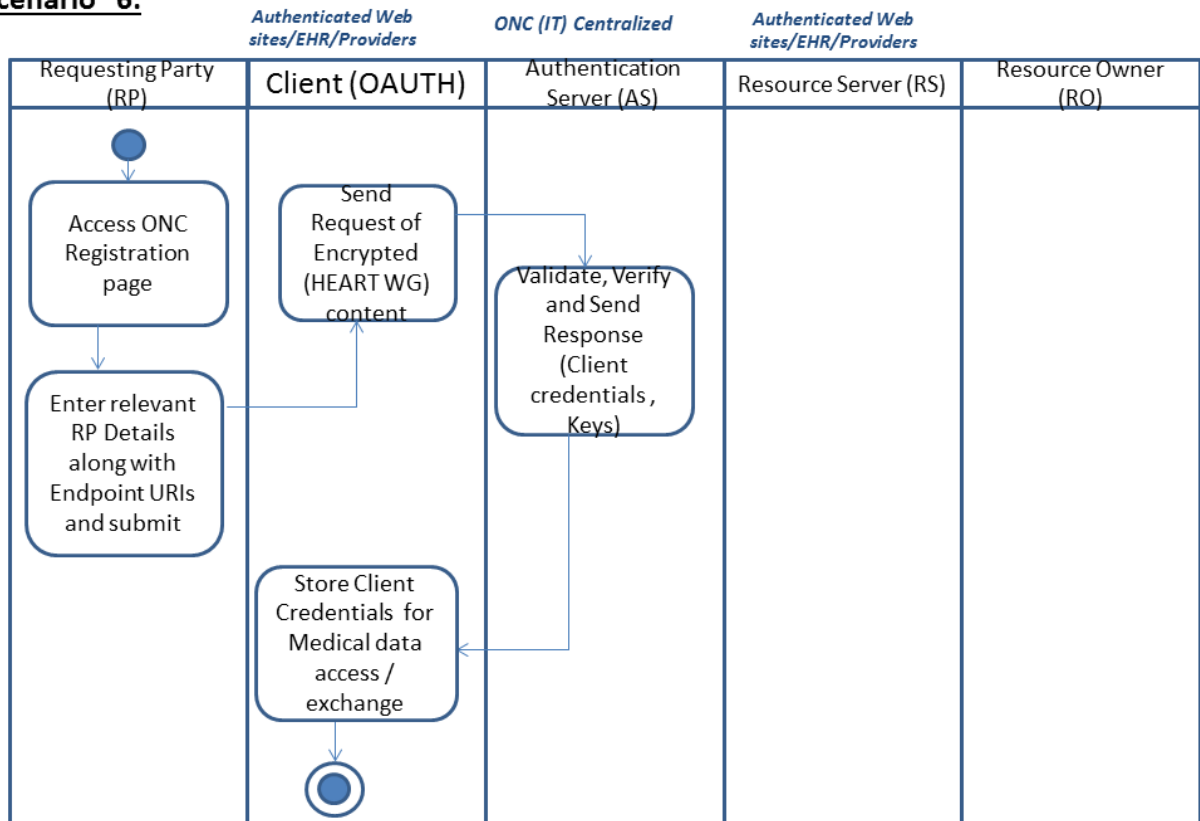 cenario 6:
Authenticated Web
sites/EHR/Providers
ONC (IT) Centralized
Authenticated Web
sites/EHR/Providers
Requesting Party
(RP)
Client (OAUTH)
Authentication
Server (AS)
Resource Server (RS)
Resource Owner
(RO)
Access ONC
Registration
page
Enter relevant
RP Details
along with
Endpoint URIs
and submit
Send
Request of
Encrypted
(HEART WG)
content
Validate, Verify
and Send
Response
(Client
credentials ,
Keys)
Store Client
Credentials for
Medical data
access /
exchange